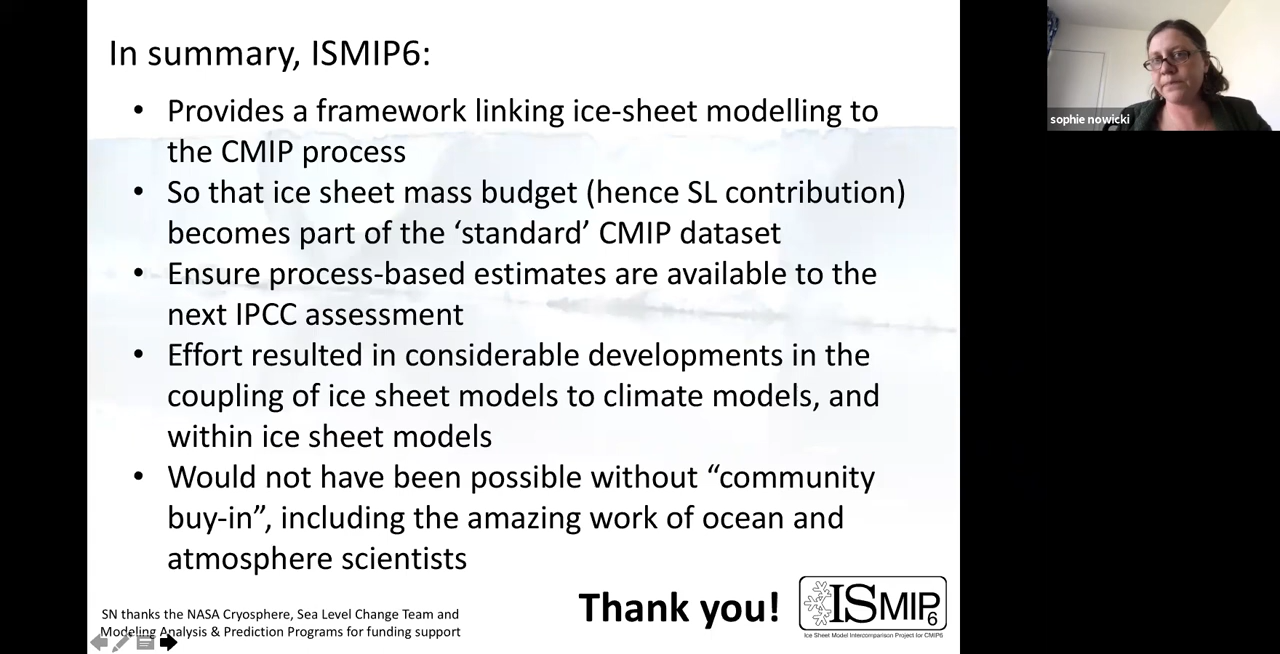 In summary, ISMIP6:
• Provides a framework linking ice-sheet modelling to
the CMIP process
• So that ice sheet mass budget (hence SL contribution)
becomes part of the ‘standard’ CMIP dataset
• Ensure process-based estimates are available to the
next IPCC assessment
• Effort resulted in considerable developments in the
coupling of ice sheet models to climate models, and
within ice sheet models
• Would not have been possible without “community
buy-in”, including the amazing work of ocean and
atmosphere scientists
SN thanks the NASA Cryosphere, Sea Level Change Team and
Modeling Analysis & Prediction Programs for funding support
Thank you!
ISMIP6
Ice Sheet Model Intercomparison Project for CMIP6
sophie nowicki